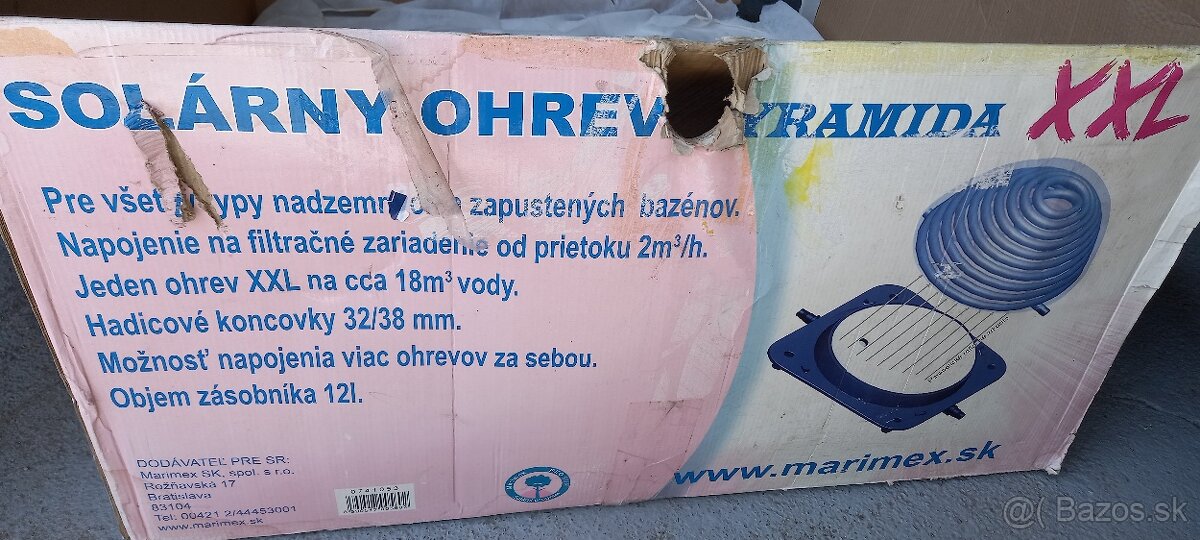 SOLÁRNY OHREV YRAMIDA XXL
Pre všet typy nadzemn zapustených bazénov.
Napojenie na filtračné zariadenie od prietoku 2m³/h.
Jeden ohrev XXL na cca 18m³ vody.
Hadicové koncovky 32/38 mm.
Možnosť napojenia viac ohrevov za sebou.
Objem zásobníka 12l.
www.marimex.sk
DODÁVATEĽ PRE SR:
Marimex SK, spol. s r.o.
Rožňavská 17
Bratislava
83104
Tel: 00421 2/44453001
www.marimex.sk
@( Bazos.sk